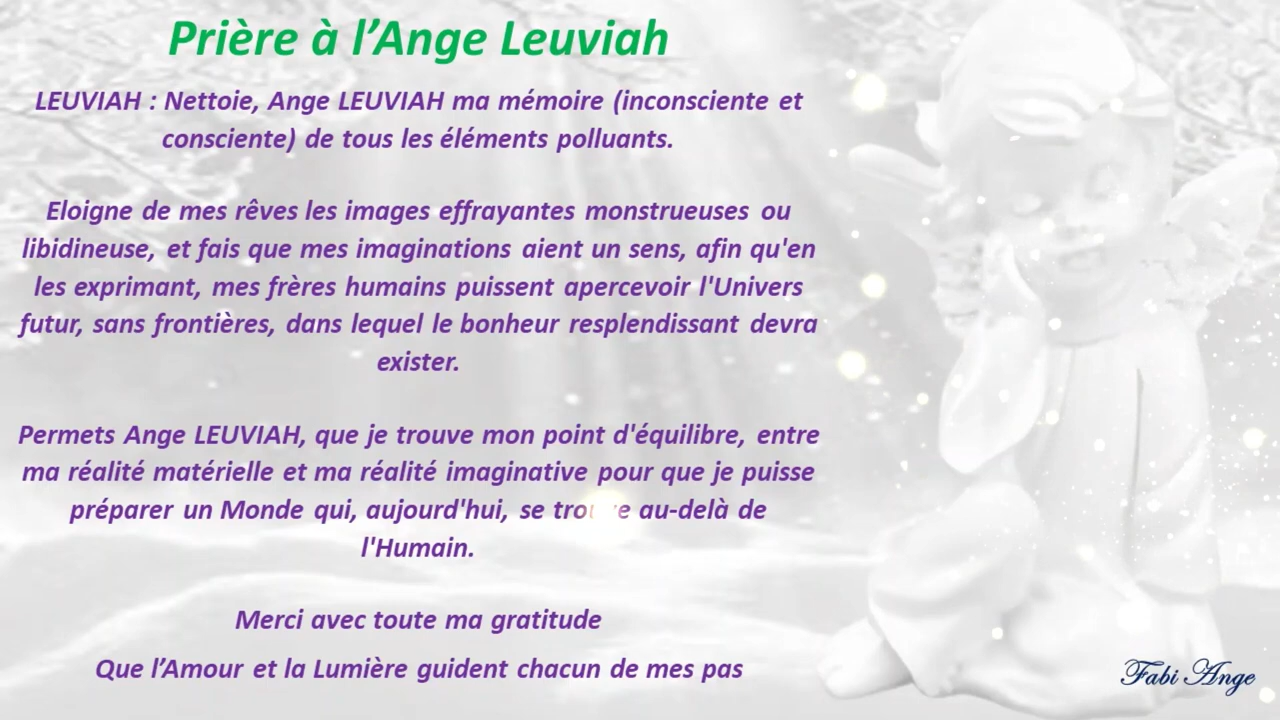 Prière à l’Ange Leuviah
LEUVIAH : Nettoie, Ange LEUVIAH ma mémoire (inconsciente et
consciente) de tous les éléments polluants.
Eloigne de mes rêves les images effrayantes monstrueuses ou
libidineuse, et fais que mes imaginations aient un sens, afin qu'en
les exprimant, mes frères humains puissent apercevoir l'Univers
futur, sans frontières, dans lequel le bonheur resplendissant devra
exister.
Permets Ange LEUVIAH, que je trouve mon point d'équilibre, entre
ma réalité matérielle et ma réalité imaginative pour que je puisse
préparer un Monde qui, aujourd'hui, se trouve au-delà de
l'Humain.
Merci avec toute ma gratitude
Que l’Amour et la Lumière guident chacun de mes pas
Fabi Ange